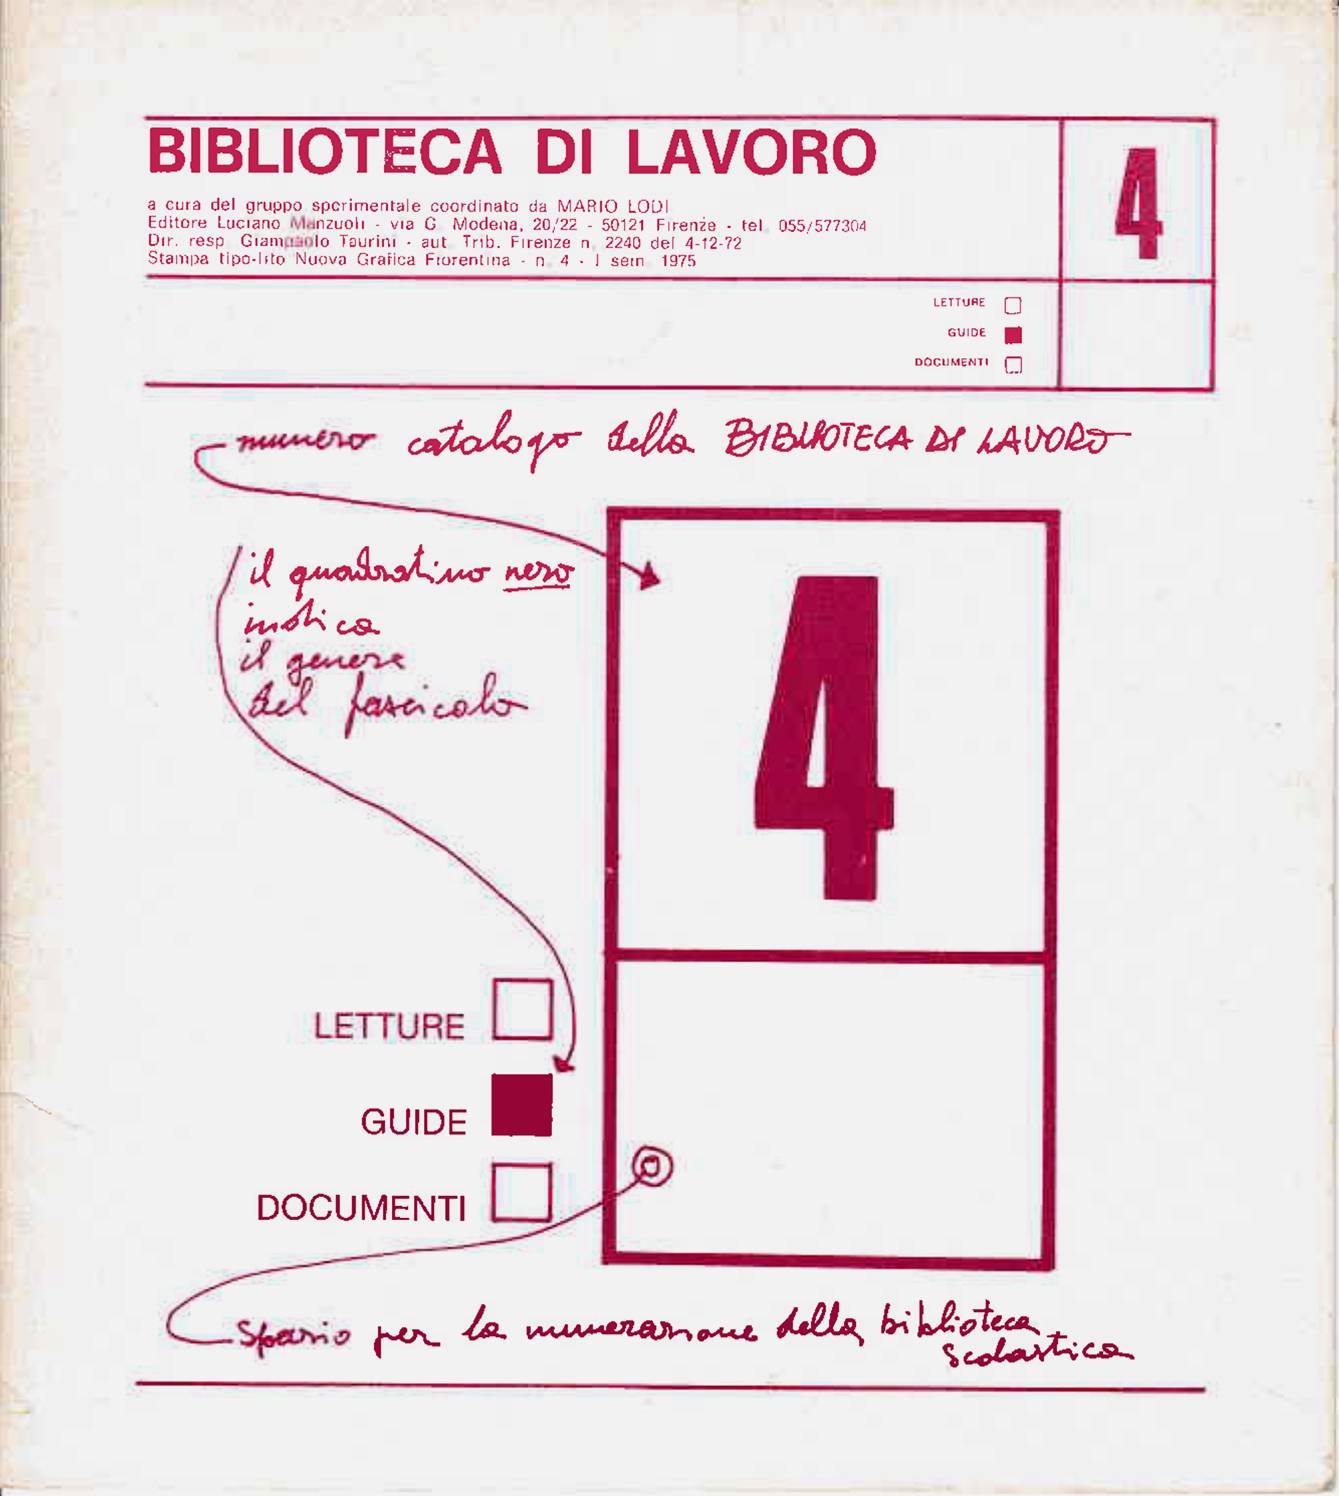 BIBLIOTECA DI LAVORO
4
a cura del gruppo sperimentale coordinato da MARIO LODI
Editore Luciano Manzuoli - via G. Modena, 20/22 - 50121 Firenze - tel. 055/577304
Dir. resp. Giampaolo Taurini - aut. Trib. Firenze n. 2240 del 4-12-72
Stampa tipo-lito Nuova Grafica Fiorentina - n. 4 - I sem. 1975
LETTURE
GUIDE
DOCUMENTI
numero catalogo della BIBLIOTECA DI LAVORO
il quadratino nero
indica
il genere
del fascicolo
4
LETTURE
GUIDE
DOCUMENTI
Spazio per la numerazione della biblioteca
scolastica